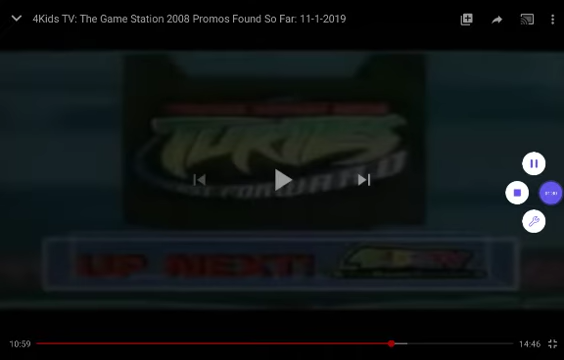 4Kids TV: The Game Station 2008 Promos Found So Far: 11-1-2019
TURTLES
FAST FORWARD
UP NEXT!
10:59
14:46